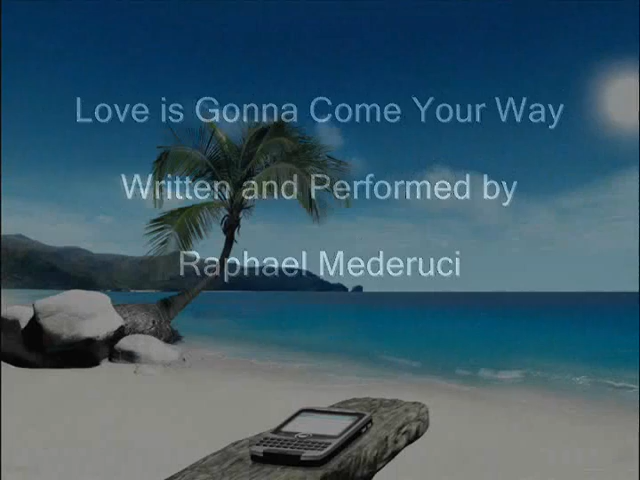 Love is Gonna Come Your Way
Written and Performed by
Raphael Mederuci